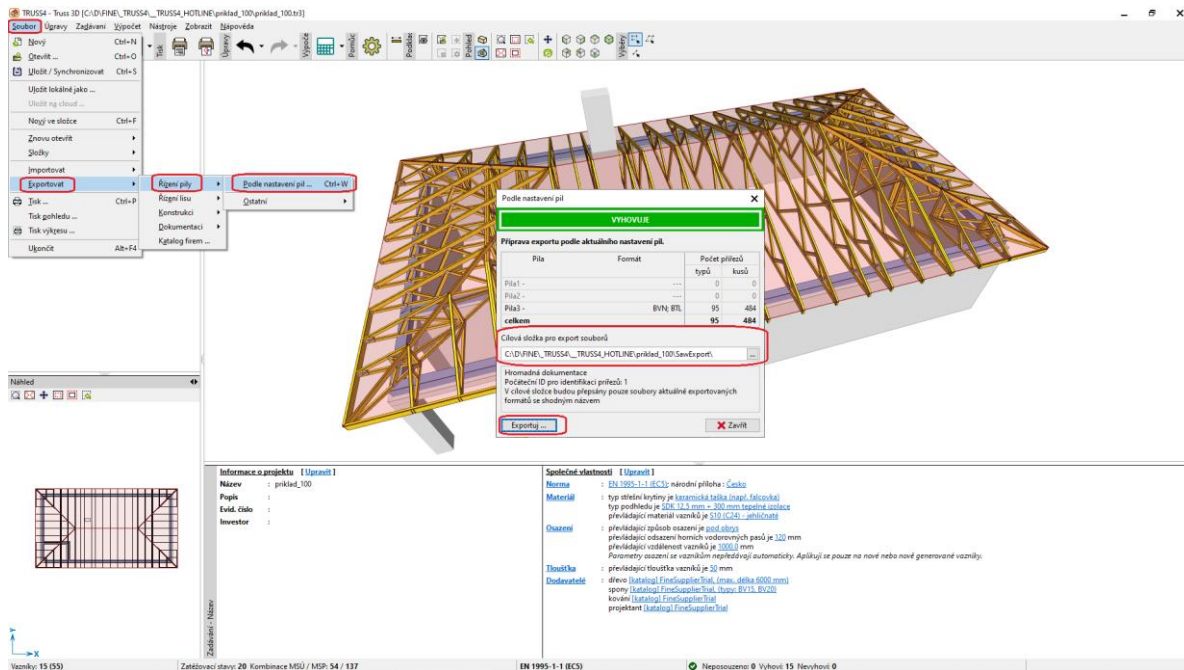 TRUSS4 - Truss 3D [C:\D\FINE\_TRUSS4\__TRUSS4_HOTLINE\priklad_100\priklad_100.tr3]
Soubor Úpravy Zadávaní Výpočet Nástroje Zobrazit Nápověda
Nový Ctrl+N
Otevřít ... Ctrl+O
Uložit / Synchronizovat Ctrl+S
Uložit lokálně jako ...
Uložit na cloud ...
Nový ve složce Ctrl+F
Znovu otevřít
Složky
Importovat
Exportovat
Tisk ... Ctrl+P
Tisk pohledu ...
Tisk výkresu ...
Ukončit Alt+F4
Řízení pily
Řízení lisu
Konstrukci
Dokumentaci
Katalog firem ...
Podle nastavení pil ... Ctrl+W
Ostatní
Tisk
Úpravy
Výpoče
Pomůc
Podklac
Pohled
Výběry
Podle nastavení pil
VYHOVUJE
Příprava exportu podle aktuálního nastavení pil.
Pila Formát Počet přířezů
typů kusů
Pila1 - --- 0 0
Pila2 - --- 0 0
Pila3 - BVN; BTL 95 484
celkem 95 484
Cílová složka pro export souborů
C:\D\FINE\_TRUSS4\__TRUSS4_HOTLINE\priklad_100\SawExport\ ...
Hromadná dokumentace
Počáteční ID pro identifikaci přířezů: 1
V cílové složce budou přepsány pouze soubory aktuálně exportovaných
formátů se shodným názvem
Exportuj ... Zavřít
Náhled
X
Zadávání - Název
Informace o projektu [Upravit]
Název : priklad_100
Popis :
Evid. číslo :
Investor :
Společné vlastnosti [Upravit]
Norma : EN 1995-1-1 (EC5); národní příloha : Česko
Materiál : typ střešní krytiny je keramická taška (např. falcovka)
typ podhledu je SDK 12,5 mm + 300 mm tepelné izolace
převládající materiál vazníků je S10 (C24) - jehličnaté
Osazení : převládající způsob osazení je pod obrys
převládající odsazení horních vodorovných pasů je 120 mm
převládající vzdálenost vazníků je 1000,0 mm
Parametry osazení se vazníkům nepředávají automaticky. Aplikují se pouze na nové nebo nově generované vazníky.
Tloušťka : převládající tloušťka vazníků je 50 mm
Dodavatelé : dřevo [katalog] FineSupplierTrial, (max. délka 6000 mm)
spony [katalog] FineSupplierTrial, (typy: BV15, BV20)
kování [katalog] FineSupplierTrial
projektant [katalog] FineSupplierTrial
Vazníky: 15 (55) Zatěžovací stavy: 20 Kombinace MSÚ / MSP: 54 / 137 EN 1995-1-1 (EC5) Neposouzeno: 0 Vyhoví: 15 Nevyhoví: 0